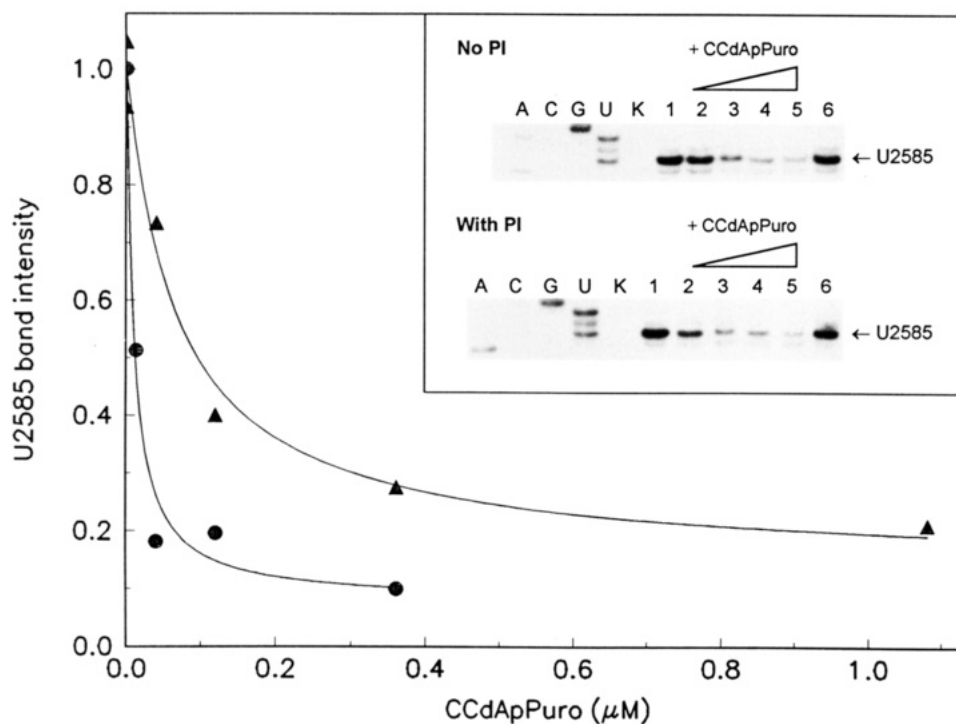 No PI
+ CCdApPuro
A C G U K 1 2 3 4 5 6
← U2585
With PI
+ CCdApPuro
A C G U K 1 2 3 4 5 6
← U2585
U2585 band intensity
1.0
0.8
0.6
0.4
0.2
0.0
0.0 0.2 0.4 0.6 0.8 1.0
CCdApPuro (μM)